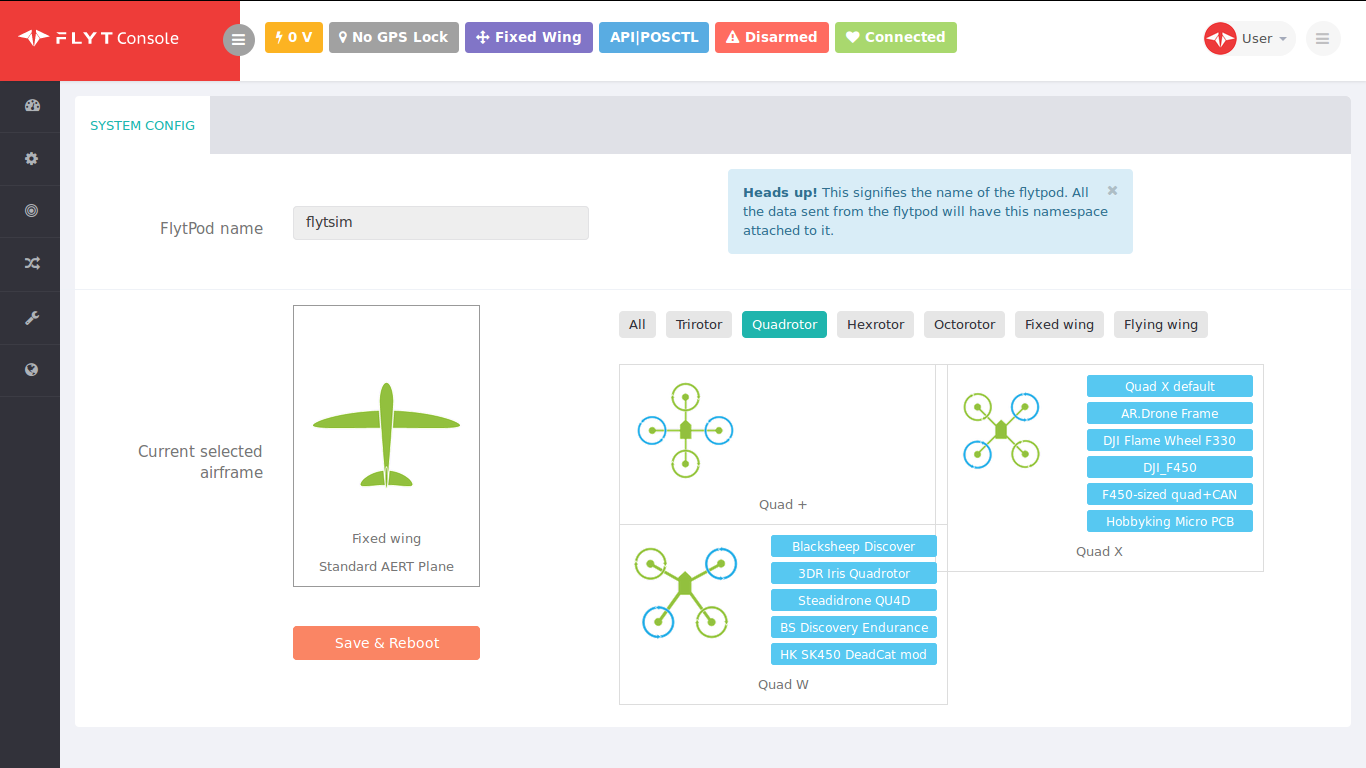 FLYT Console
0 V
No GPS Lock
Fixed Wing
API|POSCTL
Disarmed
Connected
User
SYSTEM CONFIG
FlytPod name
flytsim
Heads up! This signifies the name of the flytpod. All
the data sent from the flytpod will have this namespace
attached to it.
Current selected
airframe
Fixed wing
Standard AERT Plane
Save & Reboot
All
Trirotor
Quadrotor
Hexrotor
Octorotor
Fixed wing
Flying wing
Quad +
Quad X default
AR.Drone Frame
DJI Flame Wheel F330
DJI_F450
F450-sized quad+CAN
Hobbyking Micro PCB
Quad X
Blacksheep Discover
3DR Iris Quadrotor
Steadidrone QU4D
BS Discovery Endurance
HK SK450 DeadCat mod
Quad W